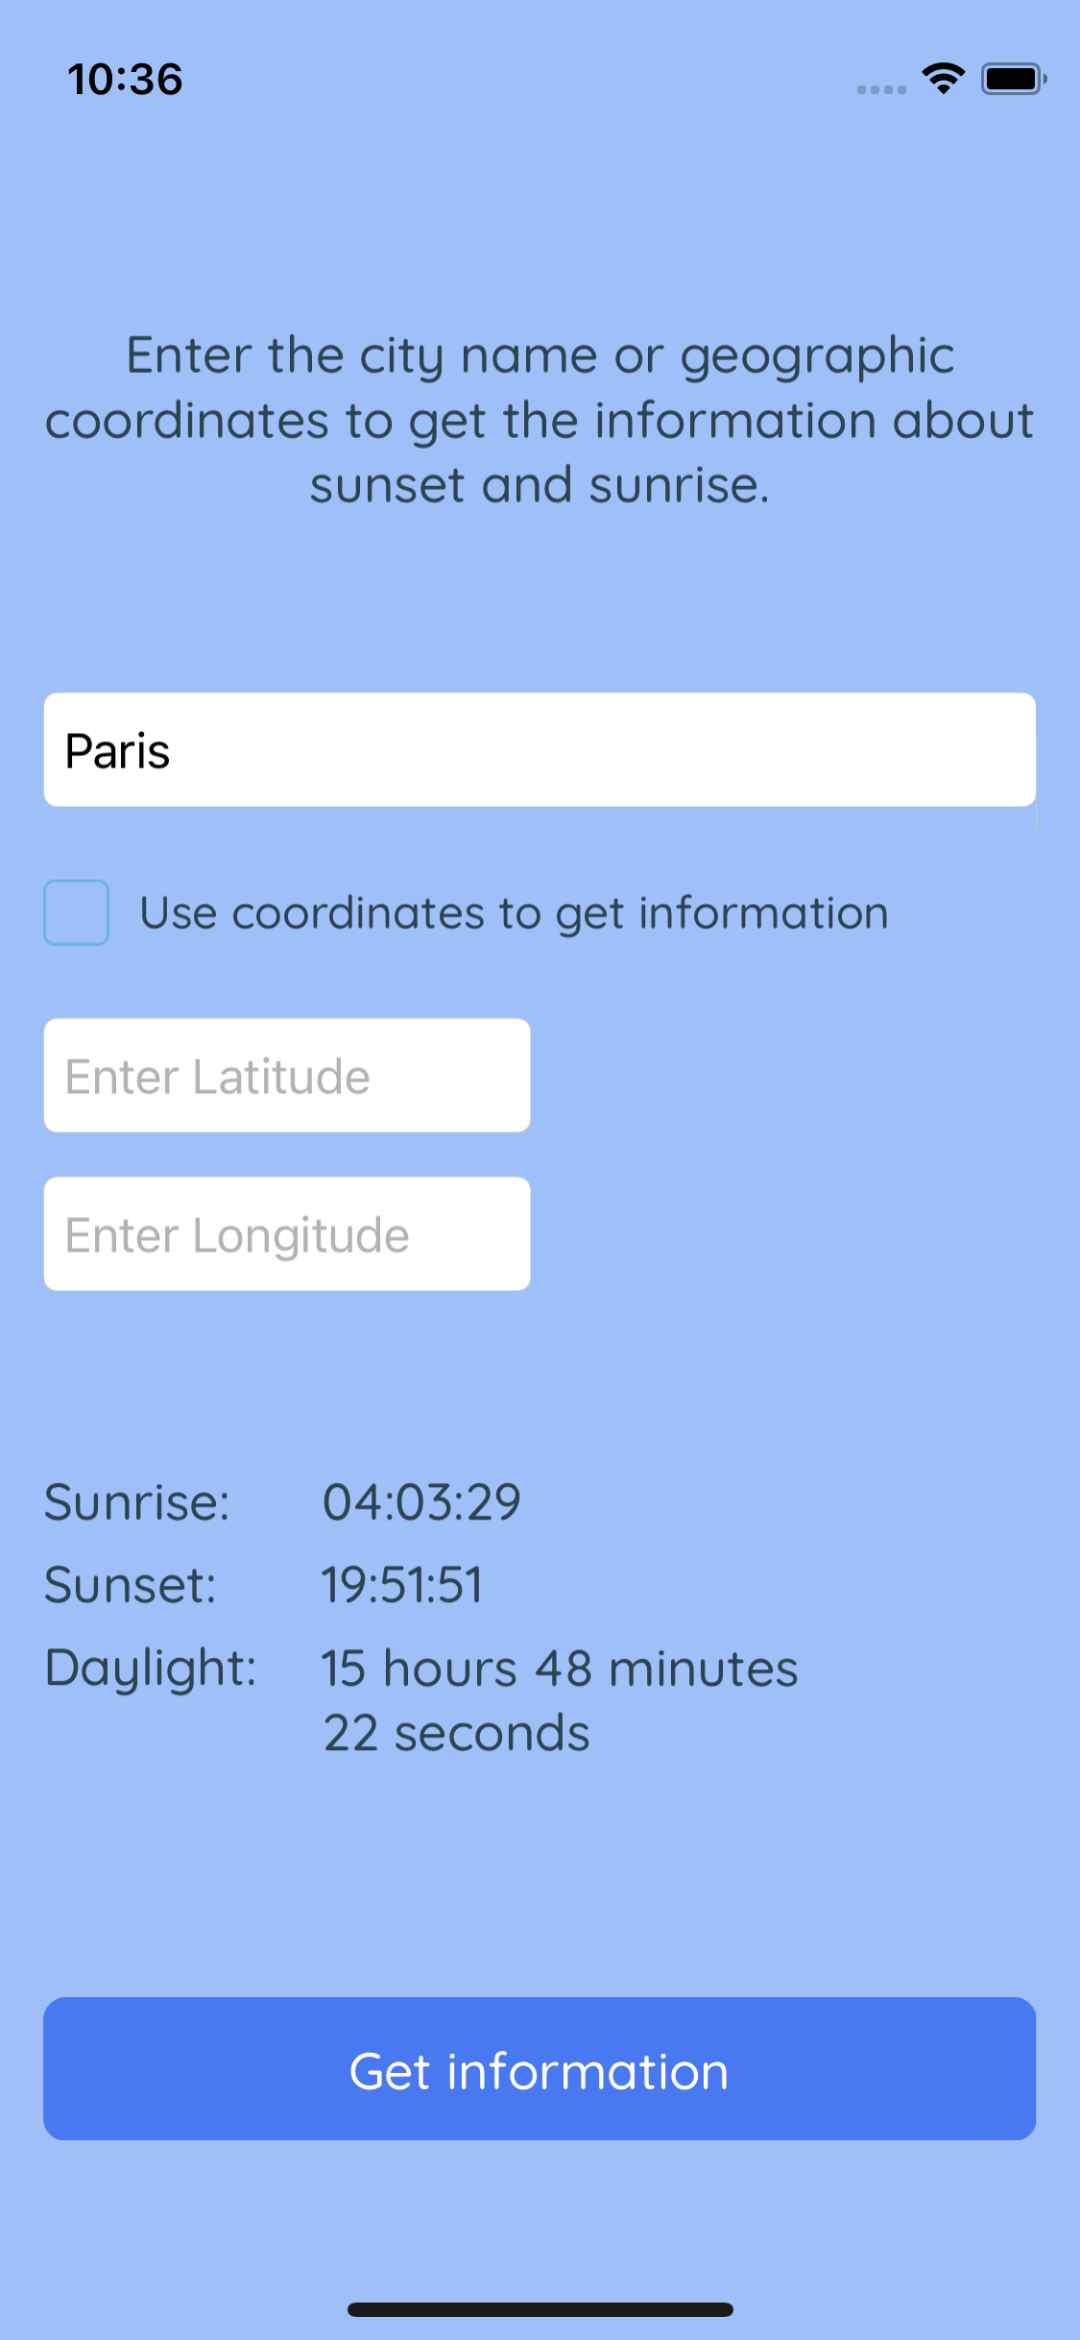 10:36
Enter the city name or geographic
coordinates to get the information about
sunset and sunrise.
Paris
Use coordinates to get information
Enter Latitude
Enter Longitude
Sunrise: 04:03:29
Sunset: 19:51:51
Daylight: 15 hours 48 minutes
22 seconds
Get information